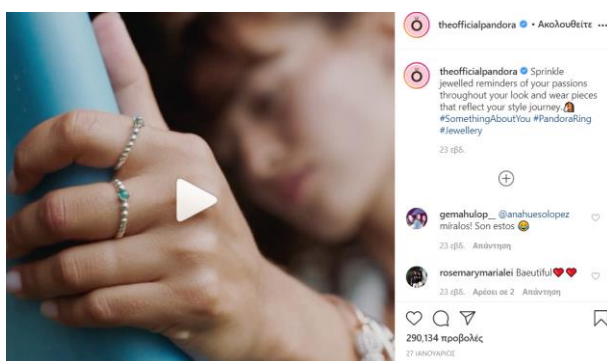 theofficialpandora • Ακολουθείτε ...
theofficialpandora Sprinkle
jewelled reminders of your passions
throughout your look and wear pieces
that reflect your style journey.
#SomethingAboutYou #PandoraRing
#Jewellery
23 εβδ.
gemahulop_ @anahuesolopez
míralos! Son estos 😂
23 εβδ. Απάντηση
rosemarymarialei Baeutiful❤❤
23 εβδ. Αρέσει σε 2 Απάντηση
290,134 προβολές
27 ΙΑΝΟΥΑΡΙΟΣ